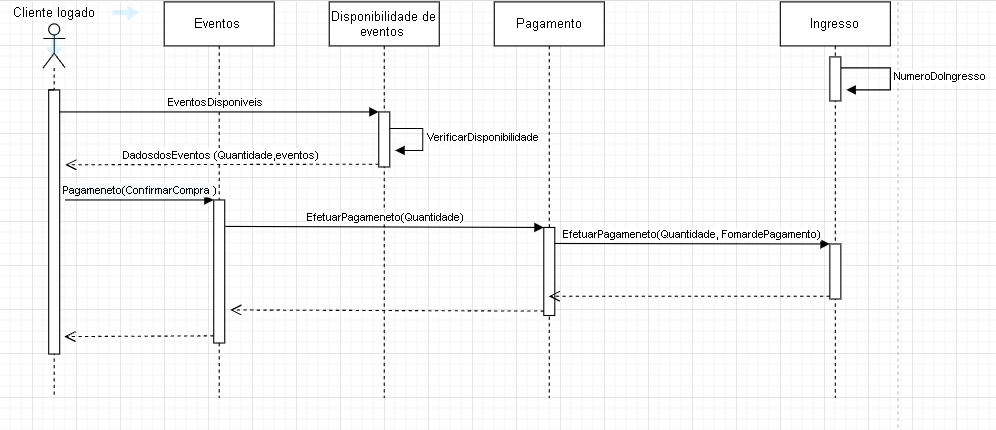 Cliente logado
Eventos
Disponibilidade de
eventos
Pagamento
Ingresso
NumeroDoIngresso
EventosDisponiveis
VerificarDisponibilidade
DadosdosEventos (Quantidade,eventos)
Pagameneto(ConfirmarCompra )
EfetuarPagameneto(Quantidade)
EfetuarPagameneto(Quantidade, FomardePagamento)